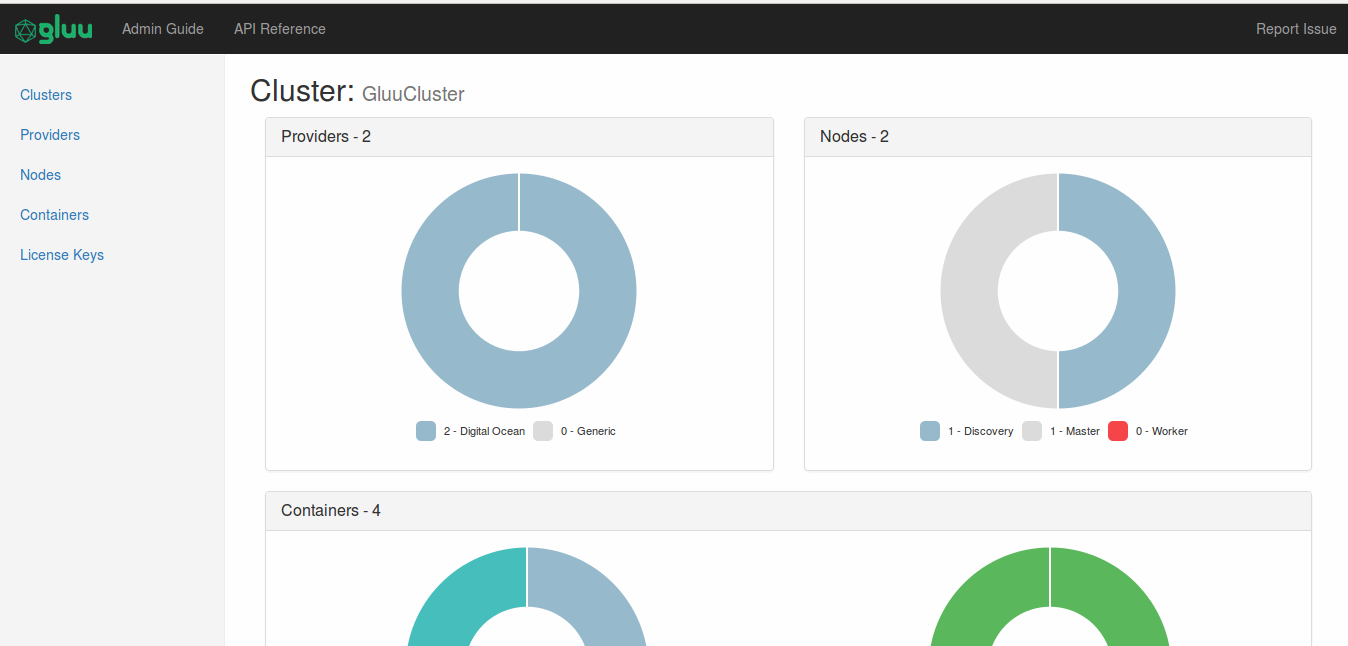 gluu Admin Guide API Reference Report Issue
Clusters
Providers
Nodes
Containers
License Keys
Cluster: GluuCluster
Providers - 2
2 - Digital Ocean 0 - Generic
Nodes - 2
1 - Discovery 1 - Master 0 - Worker
Containers - 4